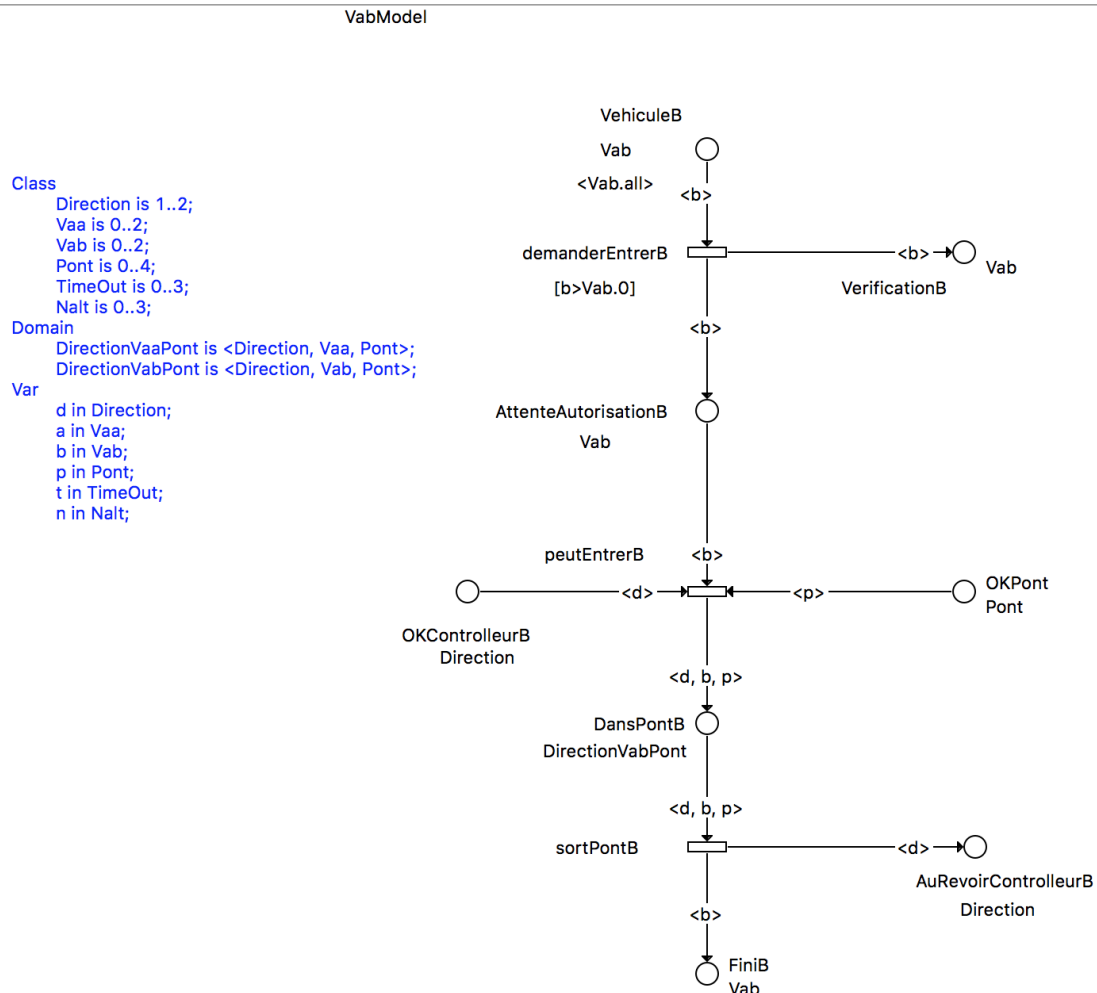 VabModel
VehiculeB
Vab
<Vab.all>
<b>
Class
Direction is 1..2;
Vaa is 0..2;
Vab is 0..2;
Pont is 0..4;
TimeOut is 0..3;
Nalt is 0..3;
Domain
DirectionVaaPont is <Direction, Vaa, Pont>;
DirectionVabPont is <Direction, Vab, Pont>;
Var
d in Direction;
a in Vaa;
b in Vab;
p in Pont;
t in TimeOut;
n in Nalt;
demanderEntrerB
<b>
Vab
[b>Vab.0]
VerificationB
<b>
AttenteAutorisationB
Vab
peutEntrerB
<b>
<d>
<p>
OKPont
Pont
OKControlleurB
Direction
<d, b, p>
DansPontB
DirectionVabPont
<d, b, p>
sortPontB
<d>
AuRevoirControlleurB
Direction
<b>
FiniB
Vab